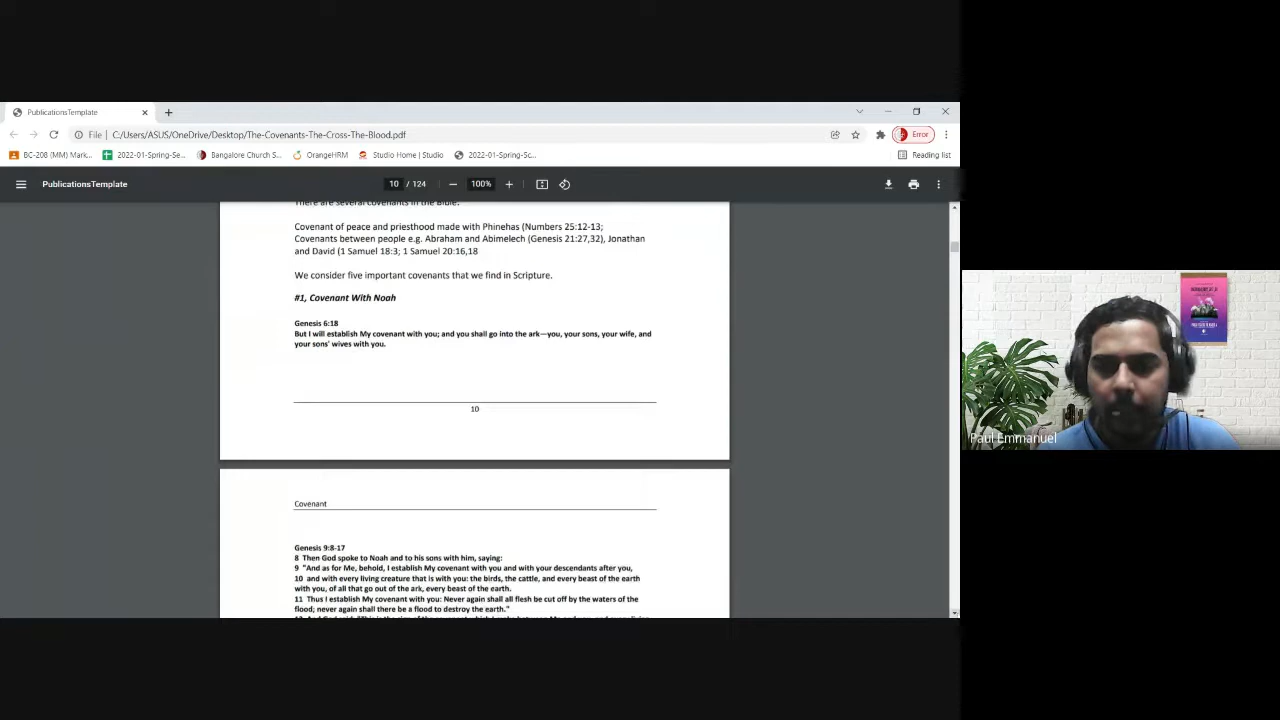 PublicationsTemplate
File C:/Users/ASUS/OneDrive/Desktop/The-Covenants-The-Cross-The-Blood.pdf
Error
BC-208 (MM) Mark...
2022-01-Spring-Se...
Bangalore Church S...
OrangeHRM
Studio Home | Studio
2022-01-Spring-Sc...
Reading list
PublicationsTemplate
10 / 124
100%
There are several covenants in the Bible.
Covenant of peace and priesthood made with Phinehas (Numbers 25:12-13;
Covenants between people e.g. Abraham and Abimelech (Genesis 21:27,32), Jonathan
and David (1 Samuel 18:3; 1 Samuel 20:16,18
We consider five important covenants that we find in Scripture.
#1, Covenant With Noah
Genesis 6:18
But I will establish My covenant with you; and you shall go into the ark—you, your sons, your wife, and
your sons' wives with you.
10
Covenant
Genesis 9:8-17
8 Then God spoke to Noah and to his sons with him, saying:
9 "And as for Me, behold, I establish My covenant with you and with your descendants after you,
10 and with every living creature that is with you: the birds, the cattle, and every beast of the earth
with you, of all that go out of the ark, every beast of the earth.
11 Thus I establish My covenant with you: Never again shall all flesh be cut off by the waters of the
flood; never again shall there be a flood to destroy the earth."
Paul Emmanuel